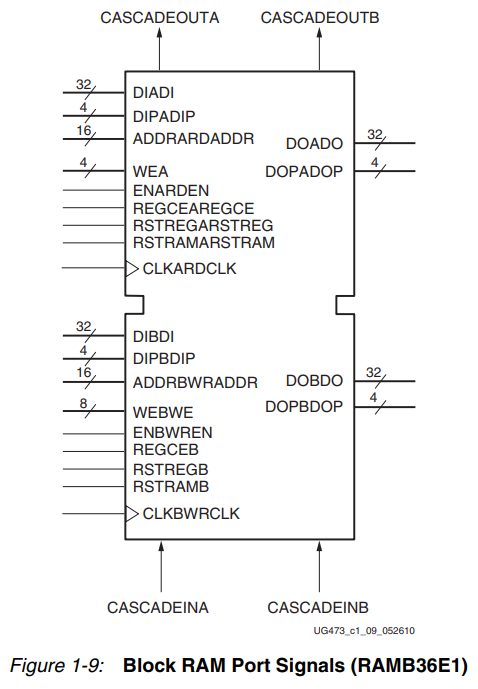 CASCADEOUTA CASCADEOUTB
32 DIADI
4 DIPADIP
16 ADDRARDADDR
DOADO 32
4 WEA
DOPADOP 4
ENARDEN
REGCEAREGCE
RSTREGARSTREG
RSTRAMARSTRAM
CLKARDCLK
32 DIBDI
4 DIPBDIP
16 ADDRBWRADDR
DOBDO 32
8 WEBWE
DOPBDOP 4
ENBWREN
REGCEB
RSTREGB
RSTRAMB
CLKBWRCLK
CASCADEINA CASCADEINB
UG473_c1_09_052610
Figure 1-9: Block RAM Port Signals (RAMB36E1)